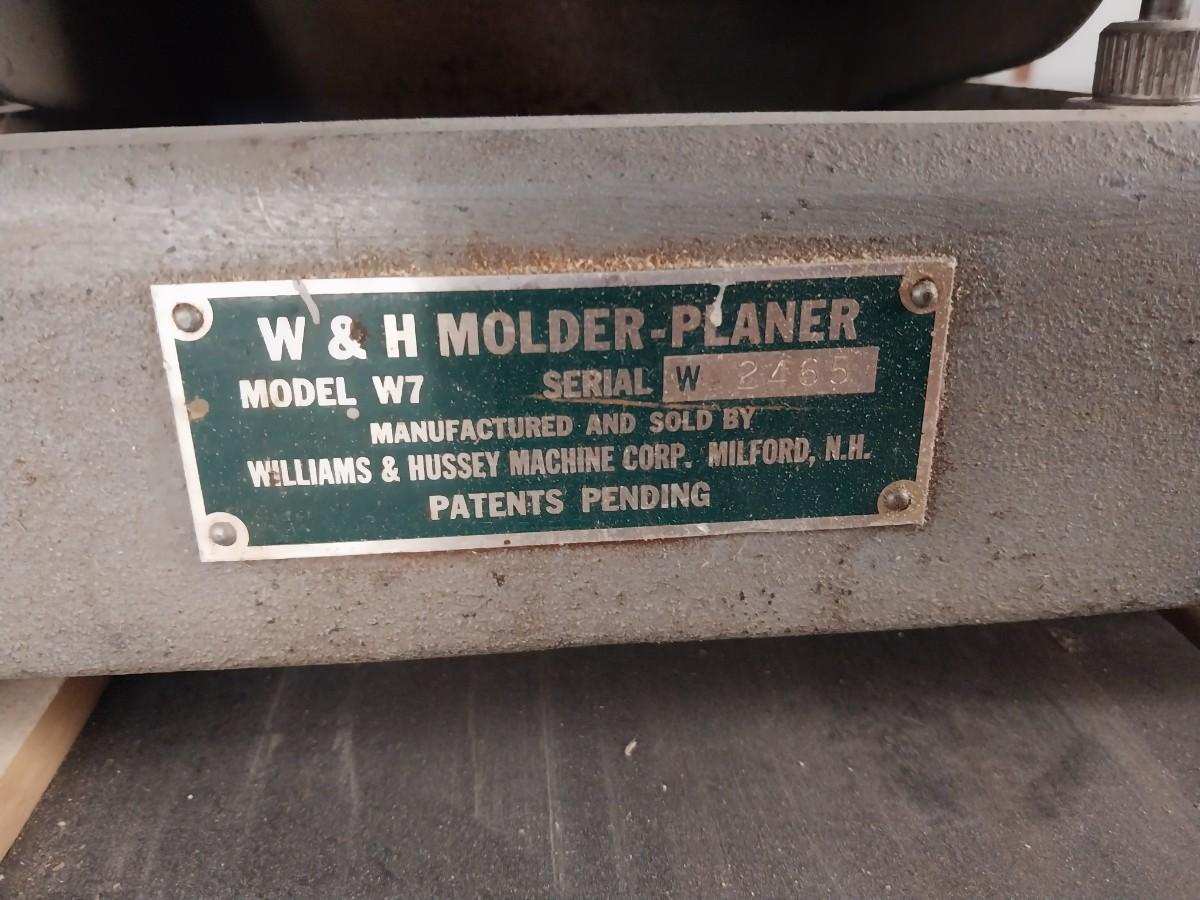 W & H MOLDER-PLANER
MODEL W7 SERIAL W 2465
MANUFACTURED AND SOLD BY
WILLIAMS & HUSSEY MACHINE CORP. MILFORD, N.H.
PATENTS PENDING